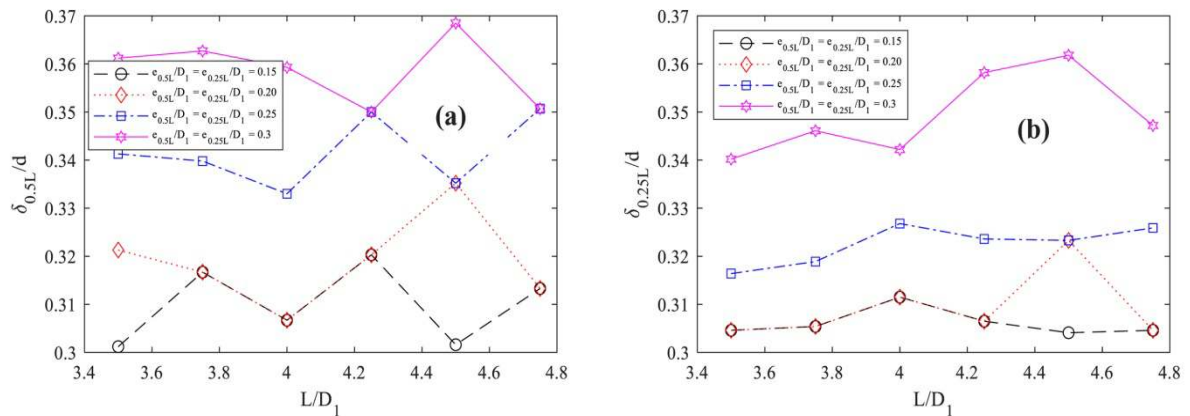 0.37
0.36
0.35
0.34
0.33
0.32
0.31
0.3
δ0.5L/d
e0.5L/D1 = e0.25L/D1 = 0.15
e0.5L/D1 = e0.25L/D1 = 0.20
e0.5L/D1 = e0.25L/D1 = 0.25
e0.5L/D1 = e0.25L/D1 = 0.3
(a)
3.4 3.6 3.8 4 4.2 4.4 4.6 4.8
L/D1
0.37
0.36
0.35
0.34
0.33
0.32
0.31
0.3
δ0.25L/d
e0.5L/D1 = e0.25L/D1 = 0.15
e0.5L/D1 = e0.25L/D1 = 0.20
e0.5L/D1 = e0.25L/D1 = 0.25
e0.5L/D1 = e0.25L/D1 = 0.3
(b)
3.4 3.6 3.8 4 4.2 4.4 4.6 4.8
L/D1